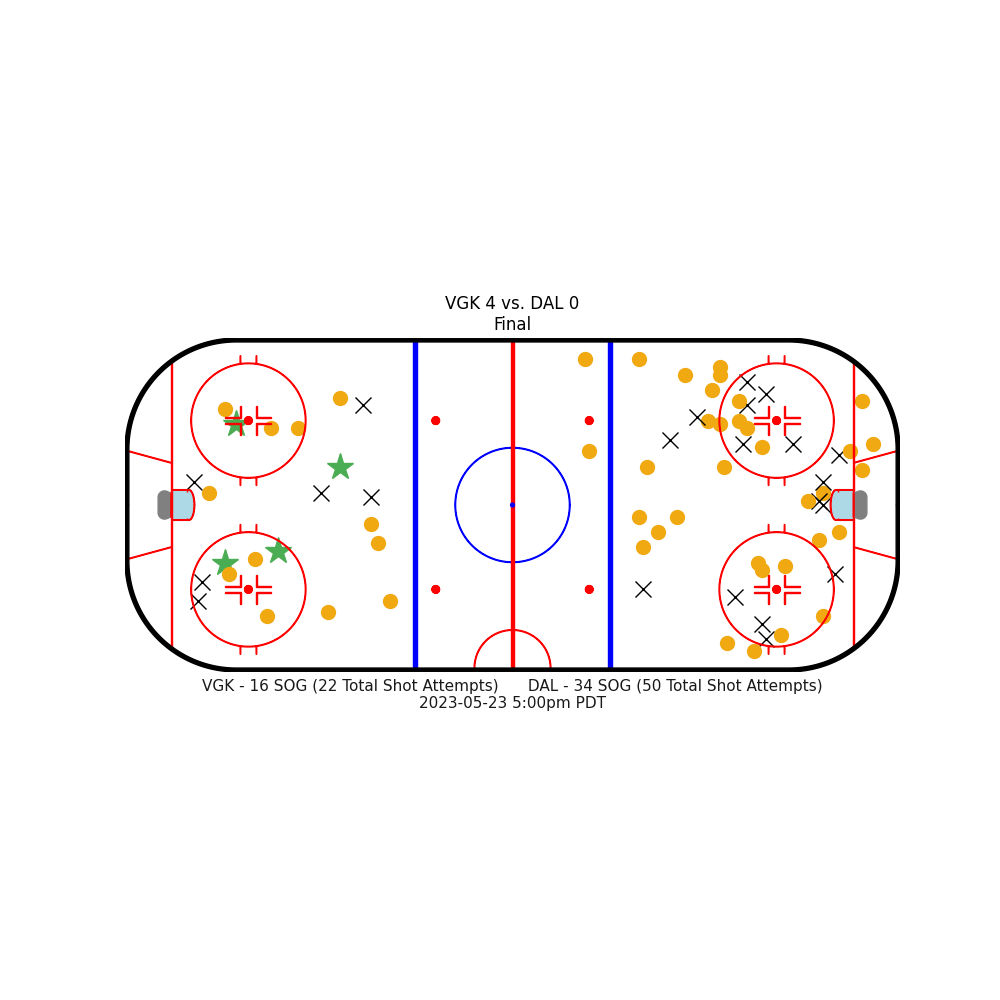 VGK 4 vs. DAL 0
Final
VGK - 16 SOG (22 Total Shot Attempts) DAL - 34 SOG (50 Total Shot Attempts)
2023-05-23 5:00pm PDT